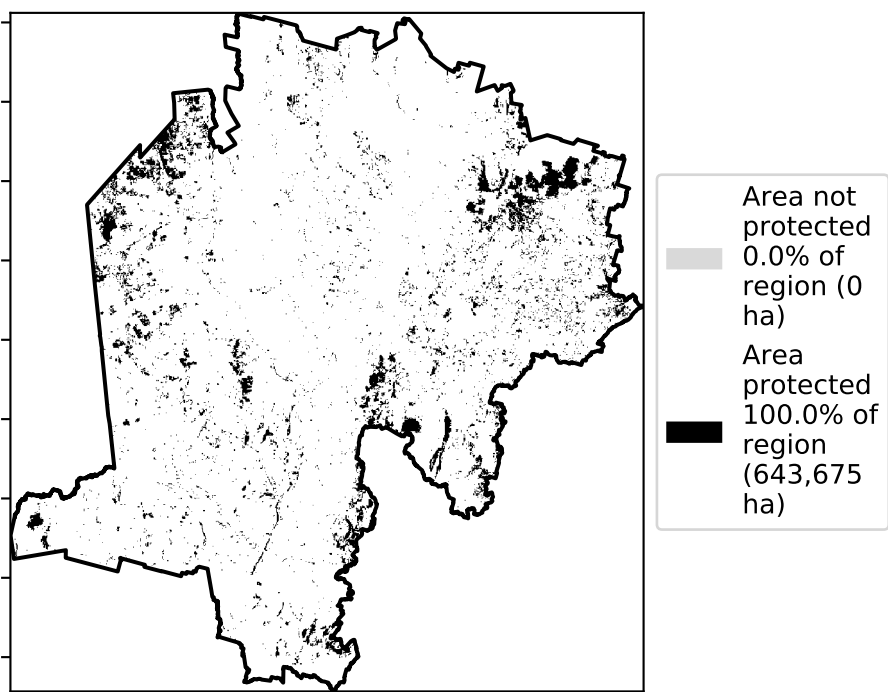 Area not
protected
0.0% of
region (0
ha)
Area
protected
100.0% of
region
(643,675
ha)